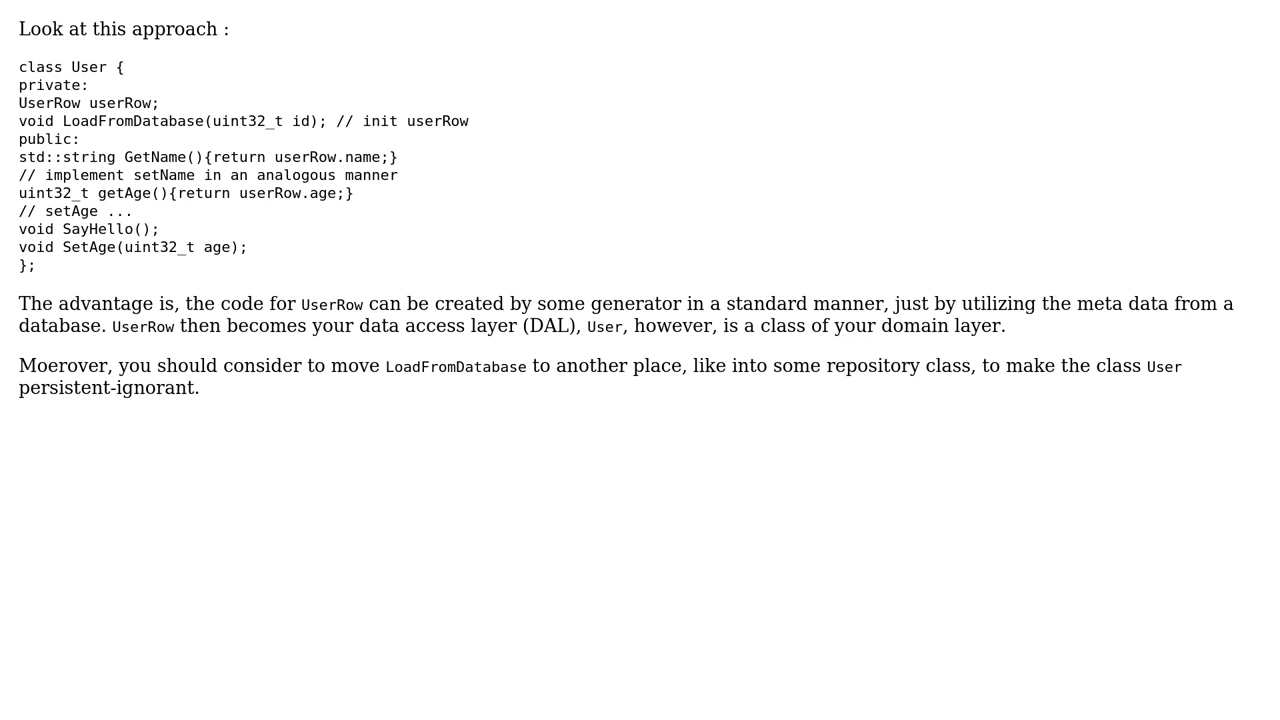 Look at this approach :
class User {
private:
UserRow userRow;
void LoadFromDatabase(uint32_t id); // init userRow
public:
std::string GetName(){return userRow.name;}
// implement setName in an analogous manner
uint32_t getAge(){return userRow.age;}
// setAge ...
void SayHello();
void SetAge(uint32_t age);
};
The advantage is, the code for UserRow can be created by some generator in a standard manner, just by utilizing the meta data from a
database. UserRow then becomes your data access layer (DAL), User, however, is a class of your domain layer.
Moerover, you should consider to move LoadFromDatabase to another place, like into some repository class, to make the class User
persistent-ignorant.